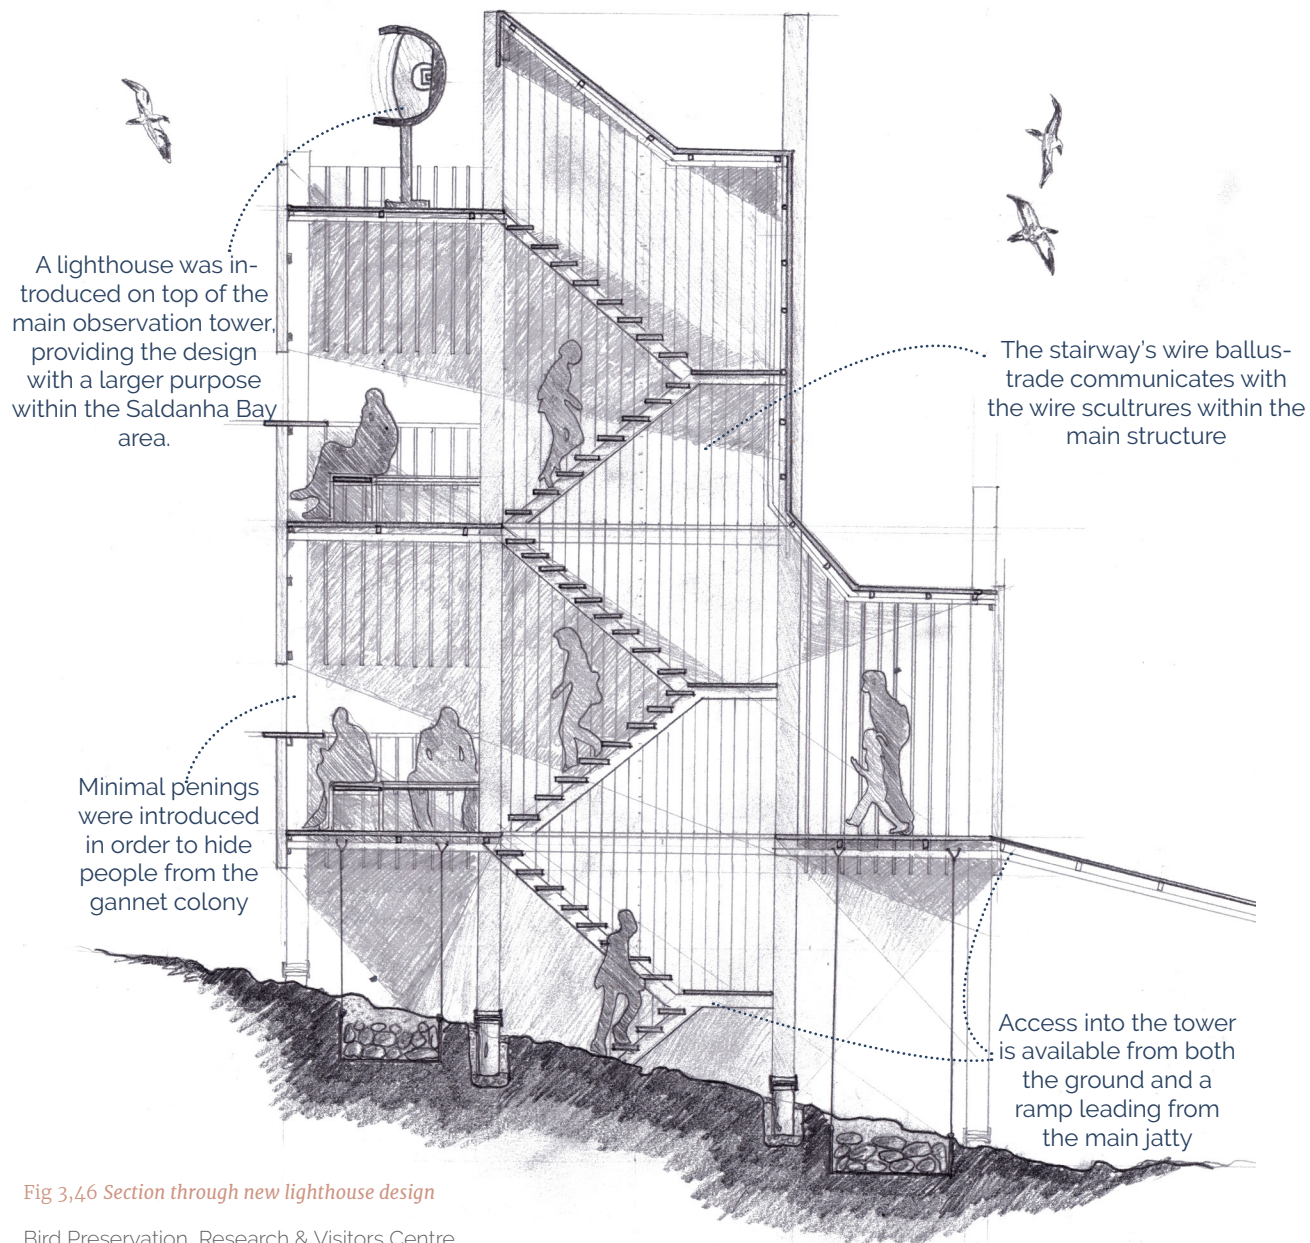 A lighthouse was in-
troduced on top of the
main observation tower,
providing the design
with a larger purpose
within the Saldanha Bay
area.
The stairway's wire ballus-
trade communicates with
the wire scultrures within the
main structure
Minimal penings
were introduced
in order to hide
people from the
gannet colony
Access into the tower
is available from both
the ground and a
ramp leading from
the main jatty
Fig 3,46 Section through new lighthouse design
Bird Preservation, Research & Visitors Centre